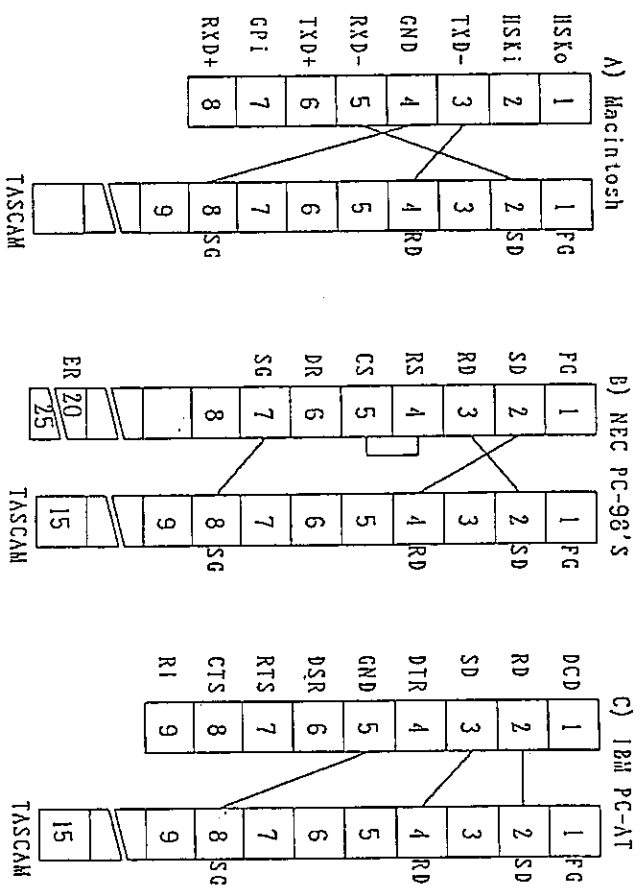 A) Macintosh
HSKo 1
HSKi 2
TXD- 3
GND 4
RXD- 5
TXD+ 6
GPi 7
RXD+ 8
1 FG
2 SD
3
4 RD
5
6
7
8 SG
9
TASCAM
B) NEC PC-98'S
FG 1
SD 2
RD 3
RS 4
CS 5
DR 6
SG 7
8
ER 20
25
1 FG
2 SD
3
4 RD
5
6
7
8 SG
9
15
TASCAM
C) IBM PC-AT
DCD 1
RD 2
SD 3
DTR 4
GND 5
DSR 6
RTS 7
CTS 8
RI 9
1 FG
2 SD
3
4 RD
5
6
7
8 SG
9
15
TASCAM